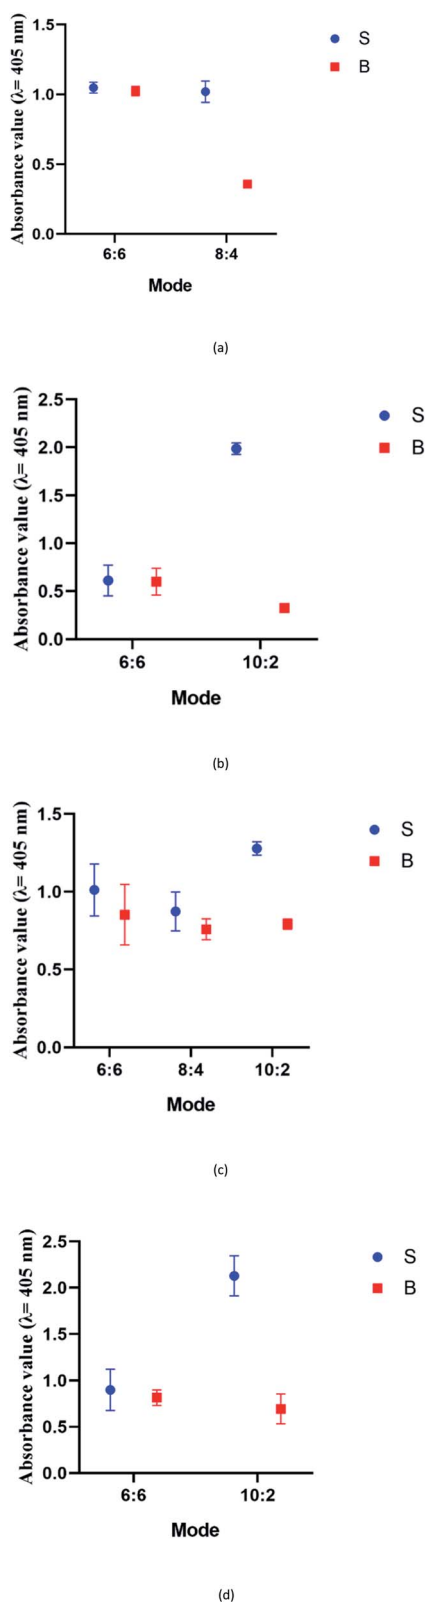 Absorbance value (λ= 405 nm)
1.5
1.0
0.5
0.0
6:6
8:4
Mode
S
B
(a)
Absorbance value (λ= 405 nm)
2.5
2.0
1.5
1.0
0.5
0.0
6:6
10:2
Mode
S
B
(b)
Absorbance value (λ= 405 nm)
1.5
1.0
0.5
0.0
6:6
8:4
10:2
Mode
S
B
(c)
Absorbance value (λ= 405 nm)
2.5
2.0
1.5
1.0
0.5
0.0
6:6
10:2
Mode
S
B
(d)